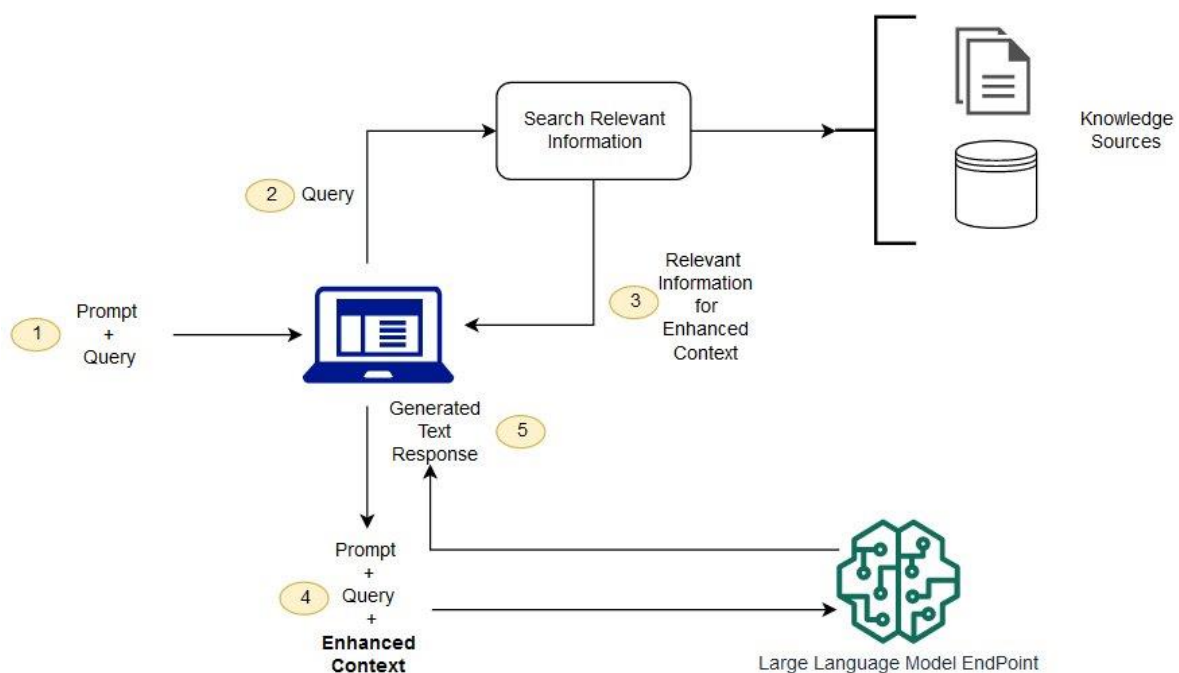 Search Relevant
Information
Knowledge
Sources
2
Query
1
Prompt
+
Query
3
Relevant
Information
for
Enhanced
Context
Generated
Text
Response
5
4
Prompt
+
Query
+
Enhanced
Context
Large Language Model EndPoint